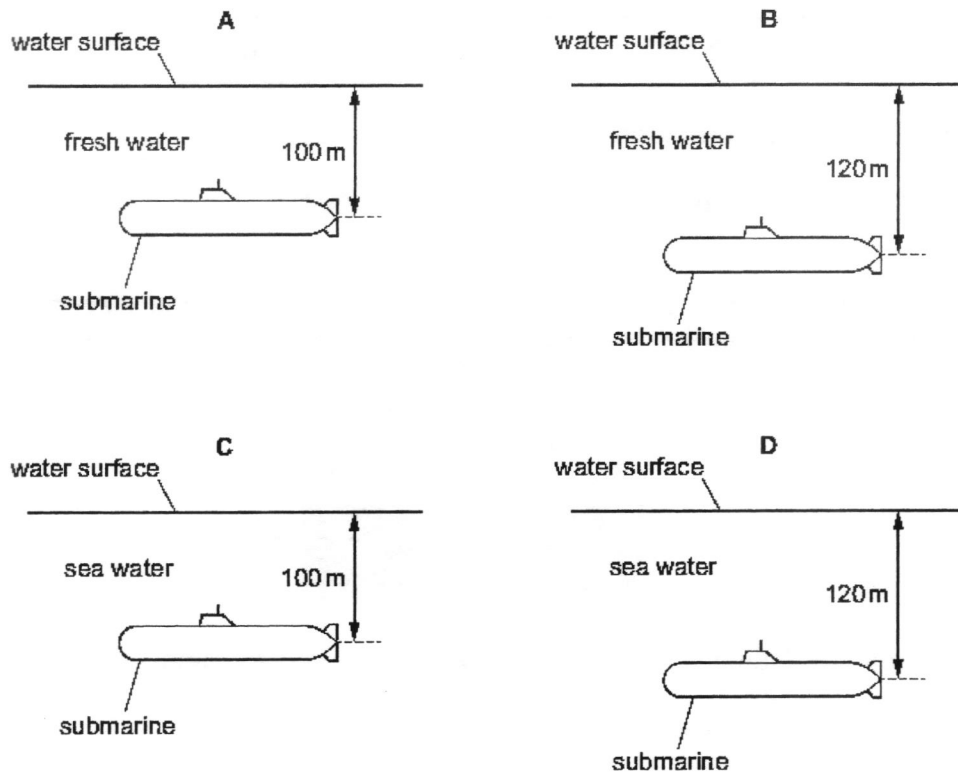 A
water surface
fresh water
100 m
submarine
B
water surface
fresh water
120 m
submarine
C
water surface
sea water
100 m
submarine
D
water surface
sea water
120 m
submarine